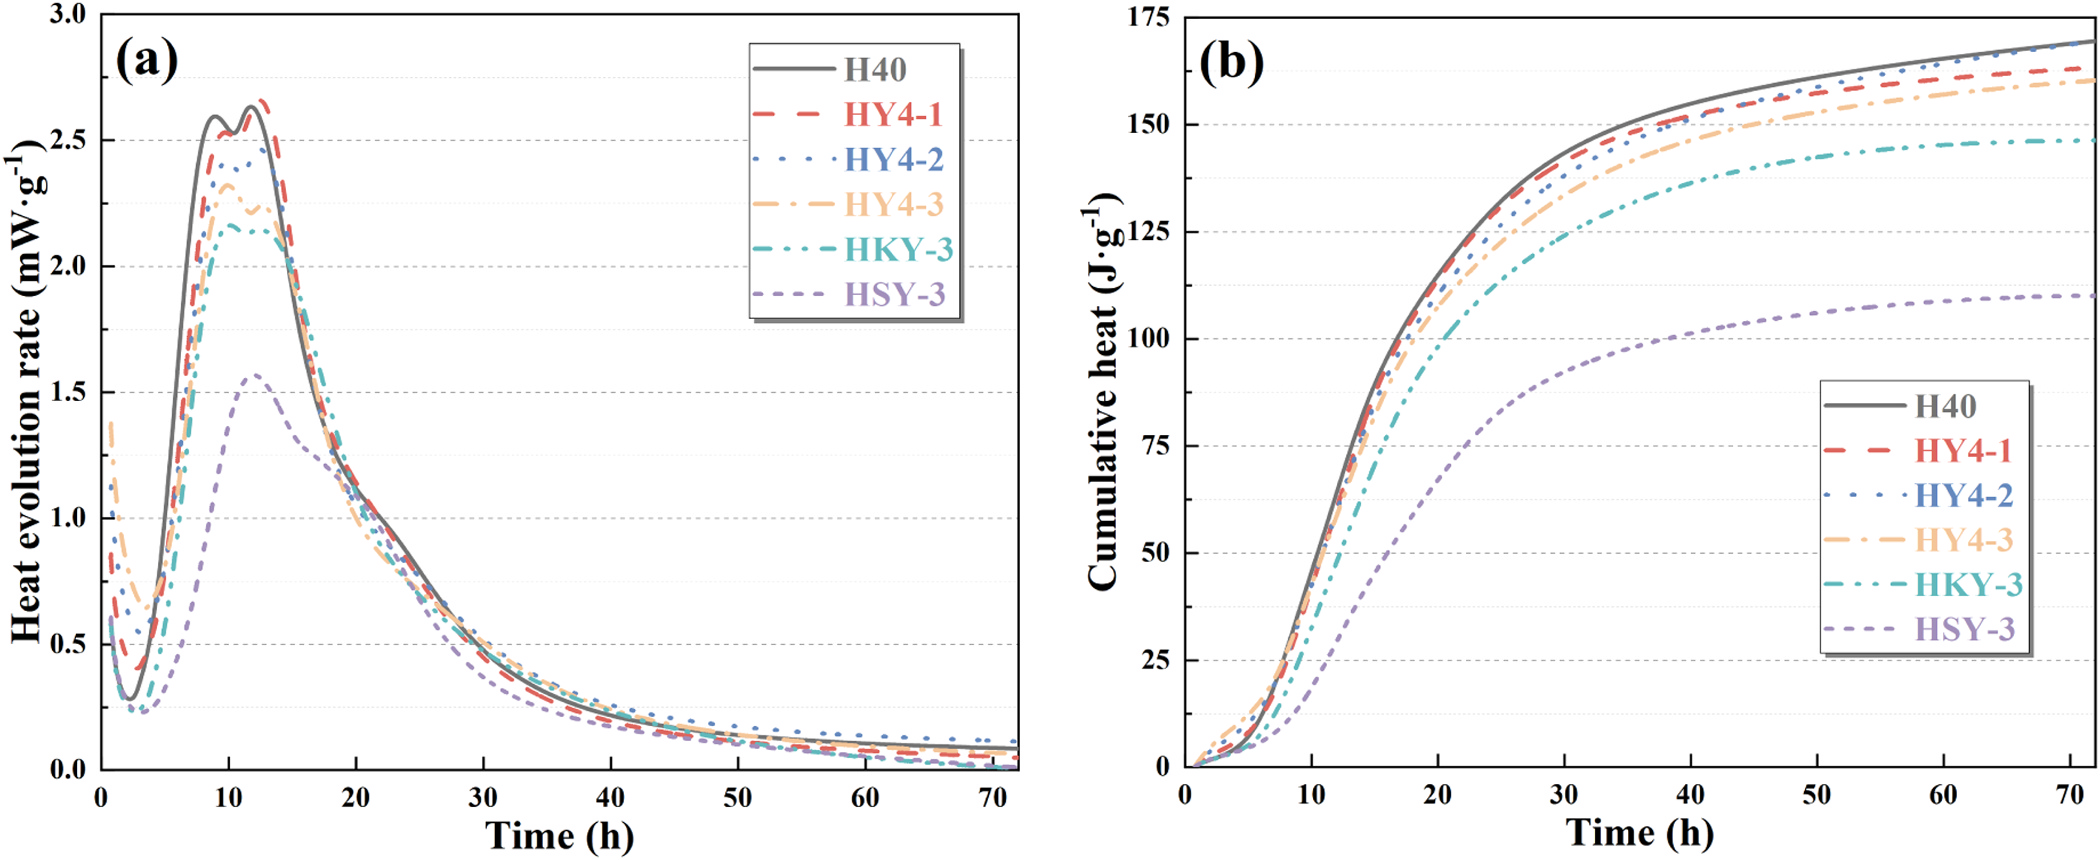 (a)
H40
HY4-1
HY4-2
HY4-3
HKY-3
HSY-3
Heat evolution rate (mW·g⁻¹)
3.0
2.5
2.0
1.5
1.0
0.5
0.0
0 10 20 30 40 50 60 70
Time (h)
(b)
H40
HY4-1
HY4-2
HY4-3
HKY-3
HSY-3
Cumulative heat (J·g⁻¹)
175
150
125
100
75
50
25
0
0 10 20 30 40 50 60 70
Time (h)